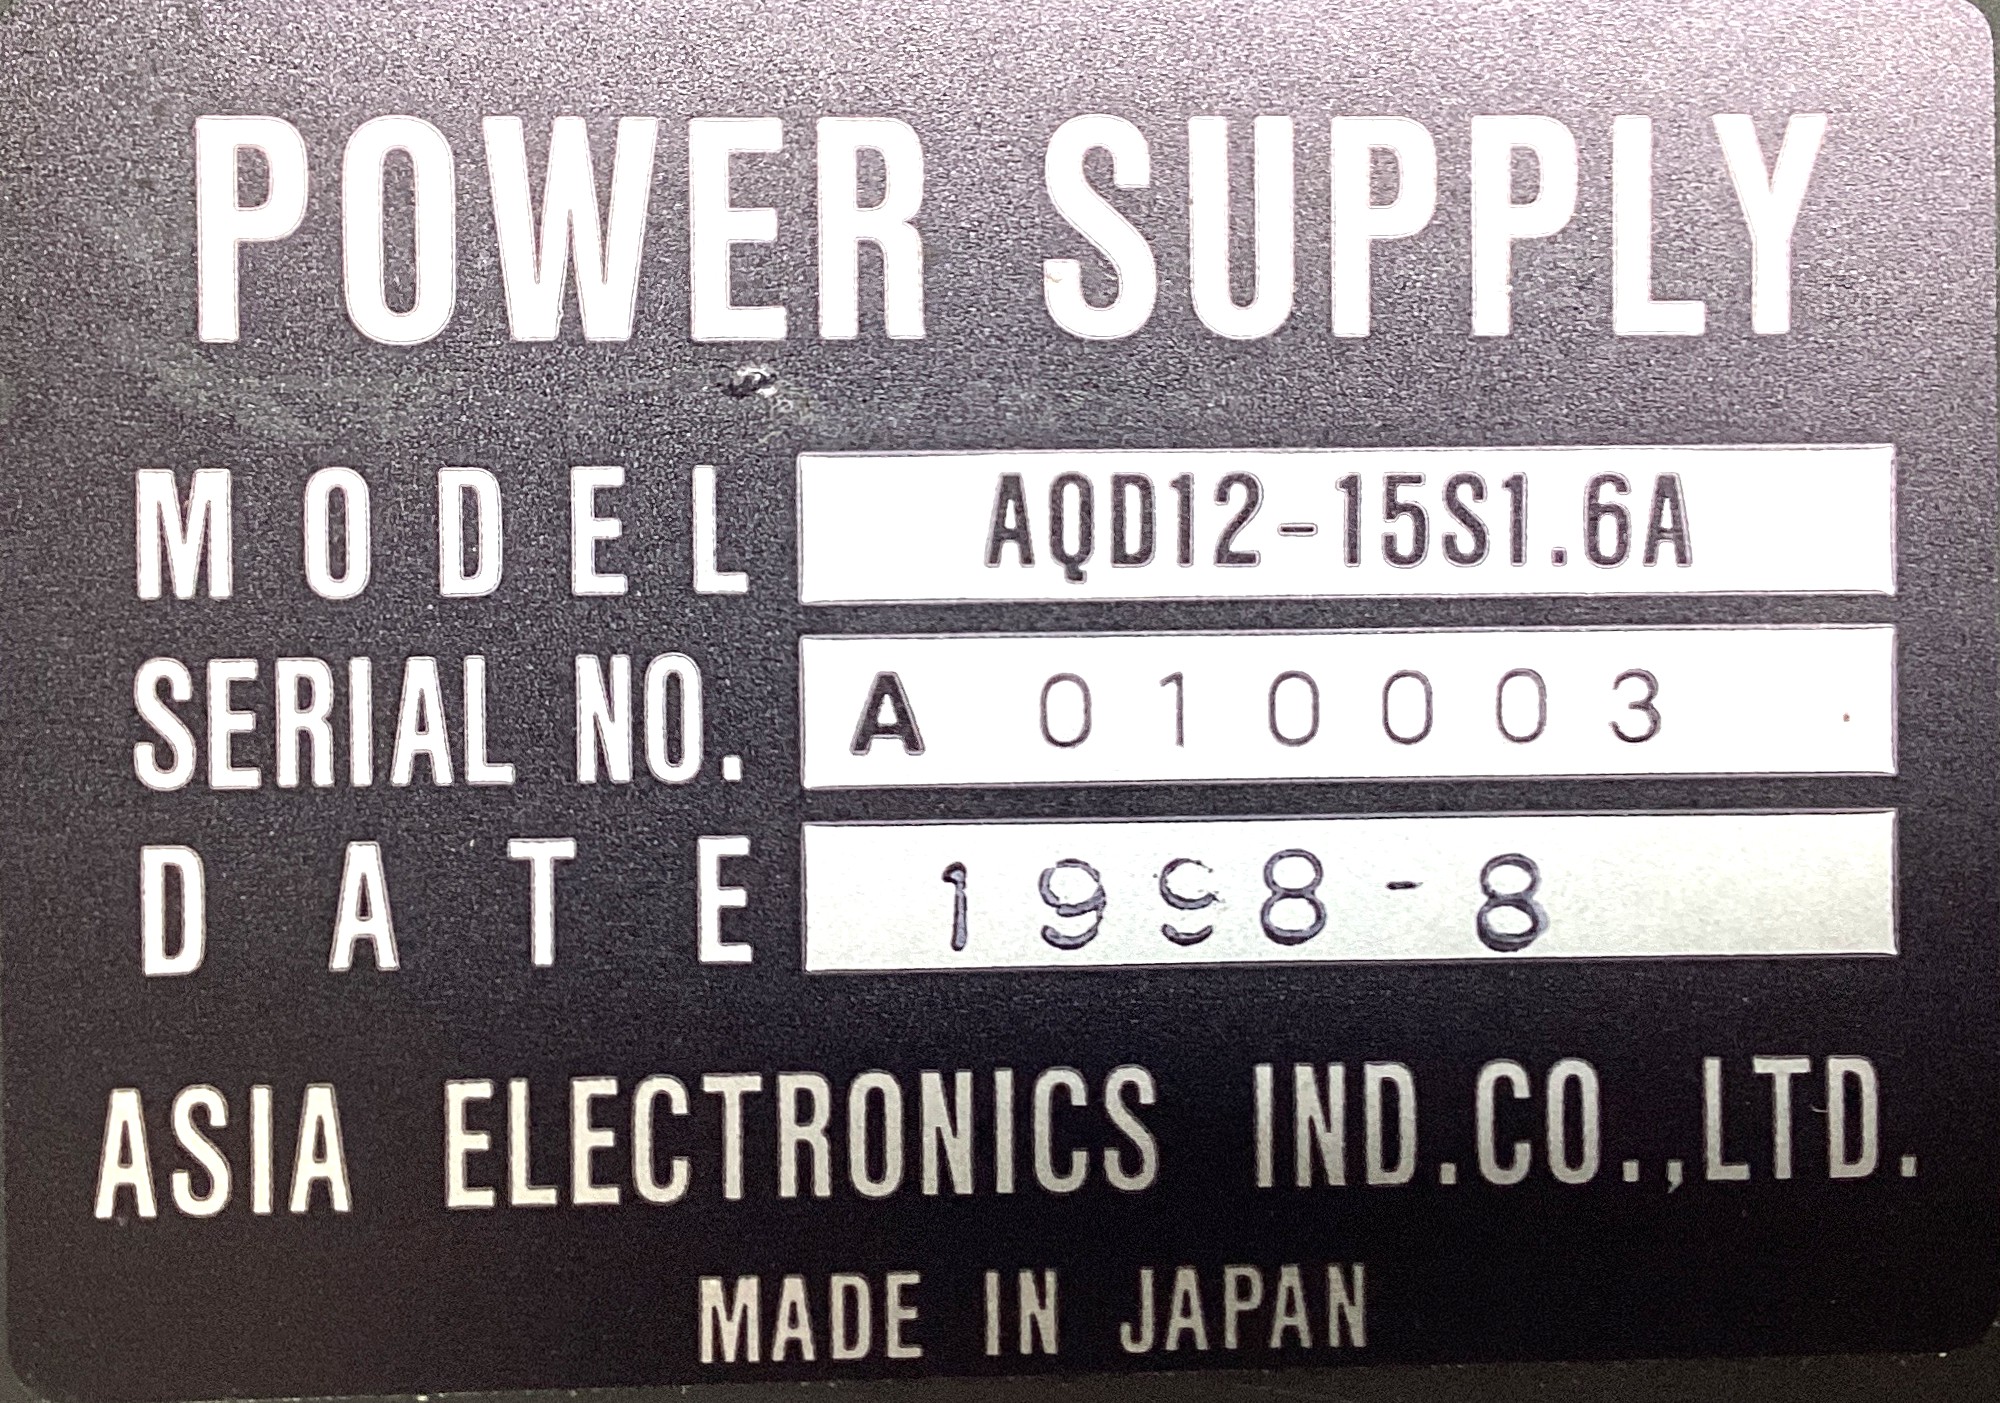 POWER SUPPLY
MODEL AQD12-15S1.6A
SERIAL NO. A 010003
DATE 1998-8
ASIA ELECTRONICS IND.CO.,LTD.
MADE IN JAPAN